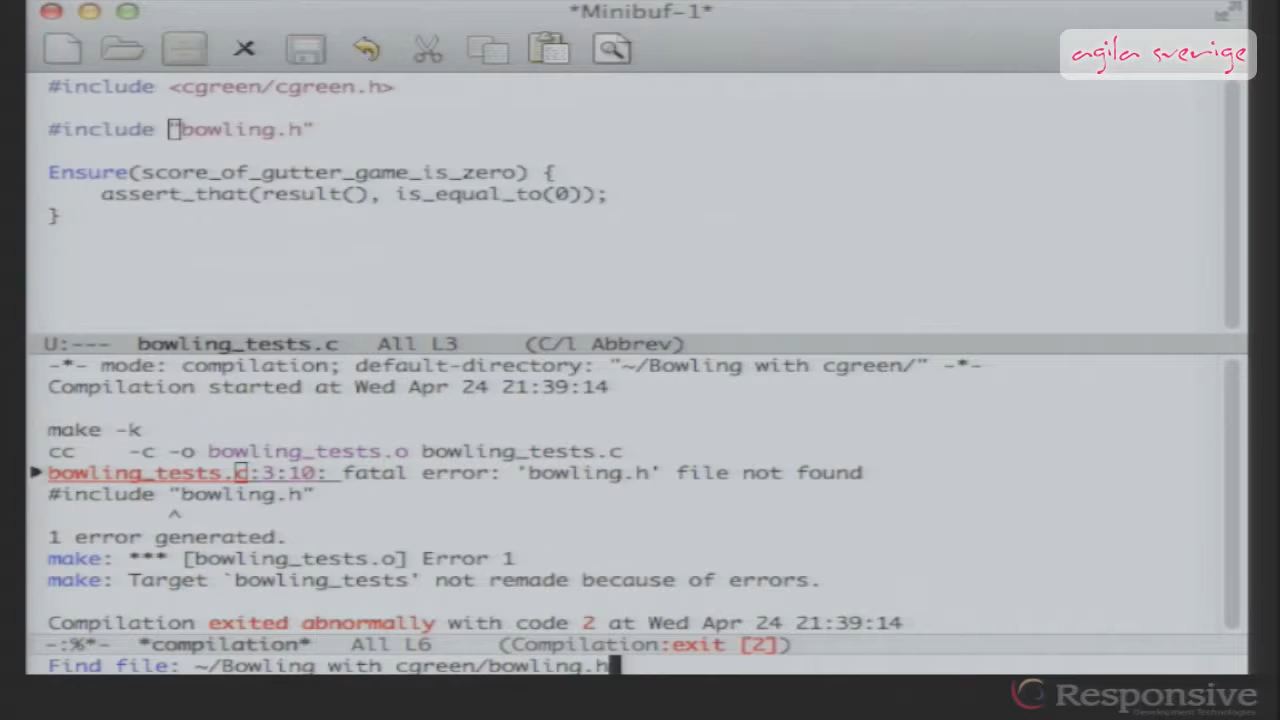 *Minibuf-1*
agila sverige
#include <cgreen/cgreen.h>
#include "bowling.h"
Ensure(score_of_gutter_game_is_zero) {
    assert_that(result(), is_equal_to(0));
}
U:--- bowling_tests.c All L3 (C/l Abbrev)
-*- mode: compilation; default-directory: "~/Bowling with cgreen/" -*-
Compilation started at Wed Apr 24 21:39:14
make -k
cc    -c -o bowling_tests.o bowling_tests.c
bowling_tests.c:3:10: fatal error: 'bowling.h' file not found
#include "bowling.h"
         ^
1 error generated.
make: *** [bowling_tests.o] Error 1
make: Target `bowling_tests' not remade because of errors.
Compilation exited abnormally with code 2 at Wed Apr 24 21:39:14
-:%*- *compilation* All L6 (Compilation:exit [2])
Find file: ~/Bowling with cgreen/bowling.h
Responsive
Development Technologies